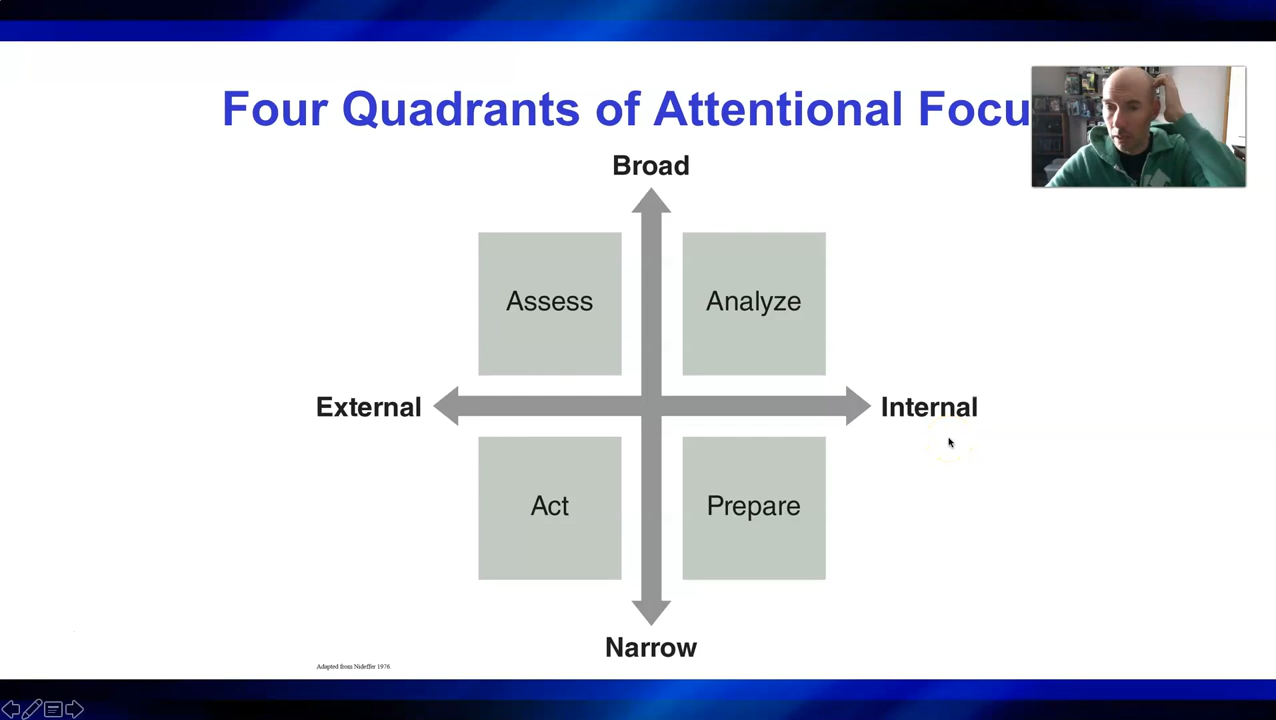 Four Quadrants of Attentional Focu
Broad
Assess
Analyze
External
Internal
Act
Prepare
Narrow
Adapted from Nideffer 1976.